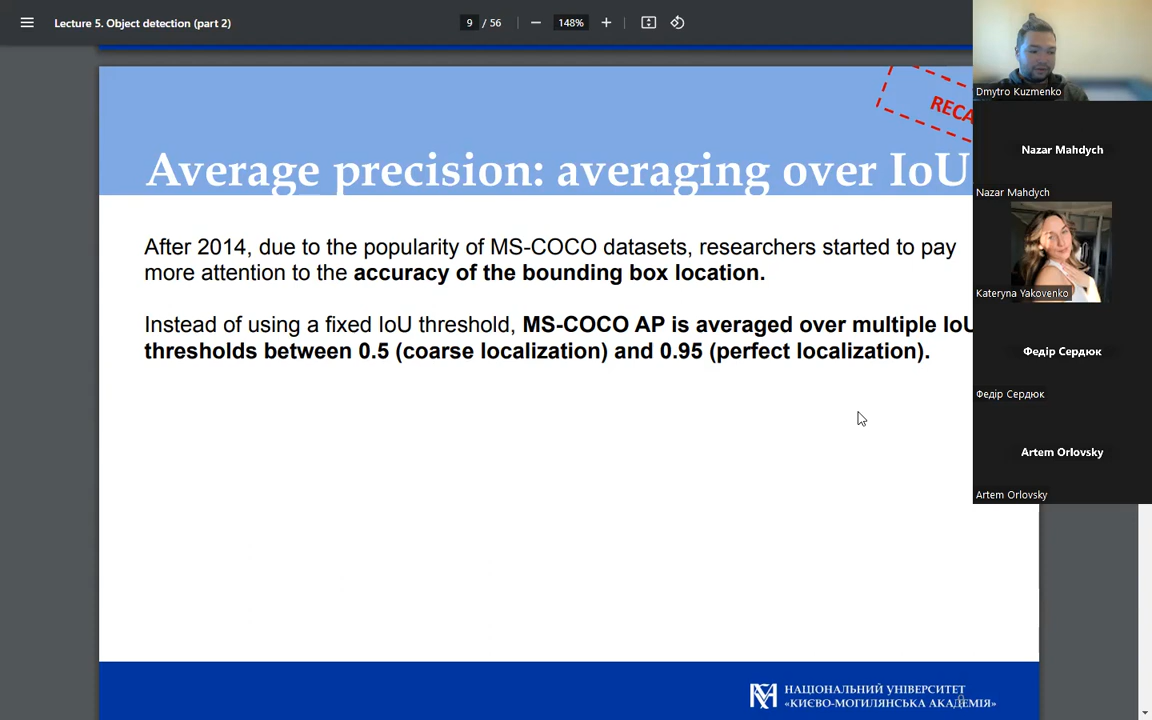 Lecture 5. Object detection (part 2)
9 / 56
148%
Average precision: averaging over IoU
After 2014, due to the popularity of MS-COCO datasets, researchers started to pay
more attention to the accuracy of the bounding box location.
Instead of using a fixed IoU threshold, MS-COCO AP is averaged over multiple IoU
thresholds between 0.5 (coarse localization) and 0.95 (perfect localization).
НАЦІОНАЛЬНИЙ УНІВЕРСИТЕТ
«КИЄВО-МОГИЛЯНСЬКА АКАДЕМІЯ»
9
Dmytro Kuzmenko
Nazar Mahdych
Nazar Mahdych
Kateryna Yakovenko
Федір Сердюк
Федір Сердюк
Artem Orlovsky
Artem Orlovsky